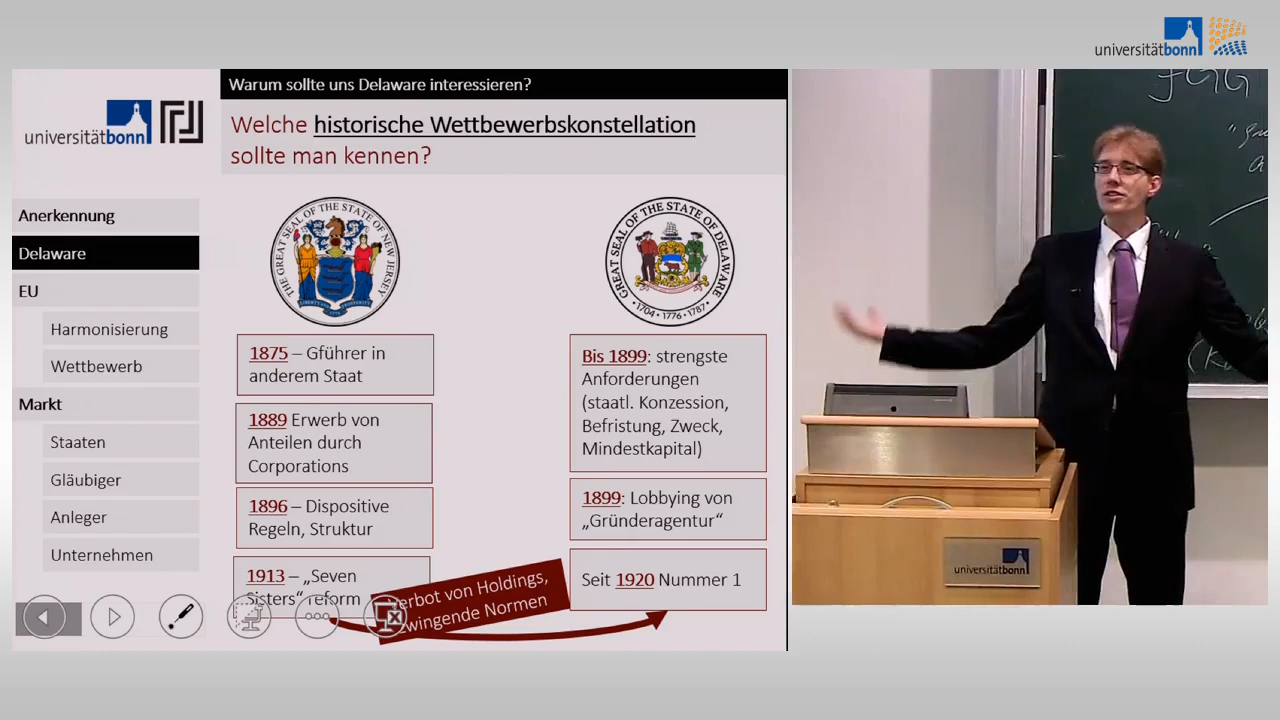 universitätbonn
Warum sollte uns Delaware interessieren?
universitätbonn
Welche historische Wettbewerbskonstellation
sollte man kennen?
Anerkennung
Delaware
EU
Harmonisierung
Wettbewerb
Markt
Staaten
Gläubiger
Anleger
Unternehmen
THE GREAT SEAL OF THE STATE OF NEW JERSEY
LIBERTY AND PROSPERITY
1776
1875 – Gführer in
anderem Staat
1889 Erwerb von
Anteilen durch
Corporations
1896 – Dispositive
Regeln, Struktur
1913 – „Seven
Sisters“ reform
erbot von Holdings,
wingende Normen
GREAT SEAL OF THE STATE OF DELAWARE
1704 • 1776 • 1787
Bis 1899: strengste
Anforderungen
(staatl. Konzession,
Befristung, Zweck,
Mindestkapital)
1899: Lobbying von
„Gründeragentur“
Seit 1920 Nummer 1
universitätbonn